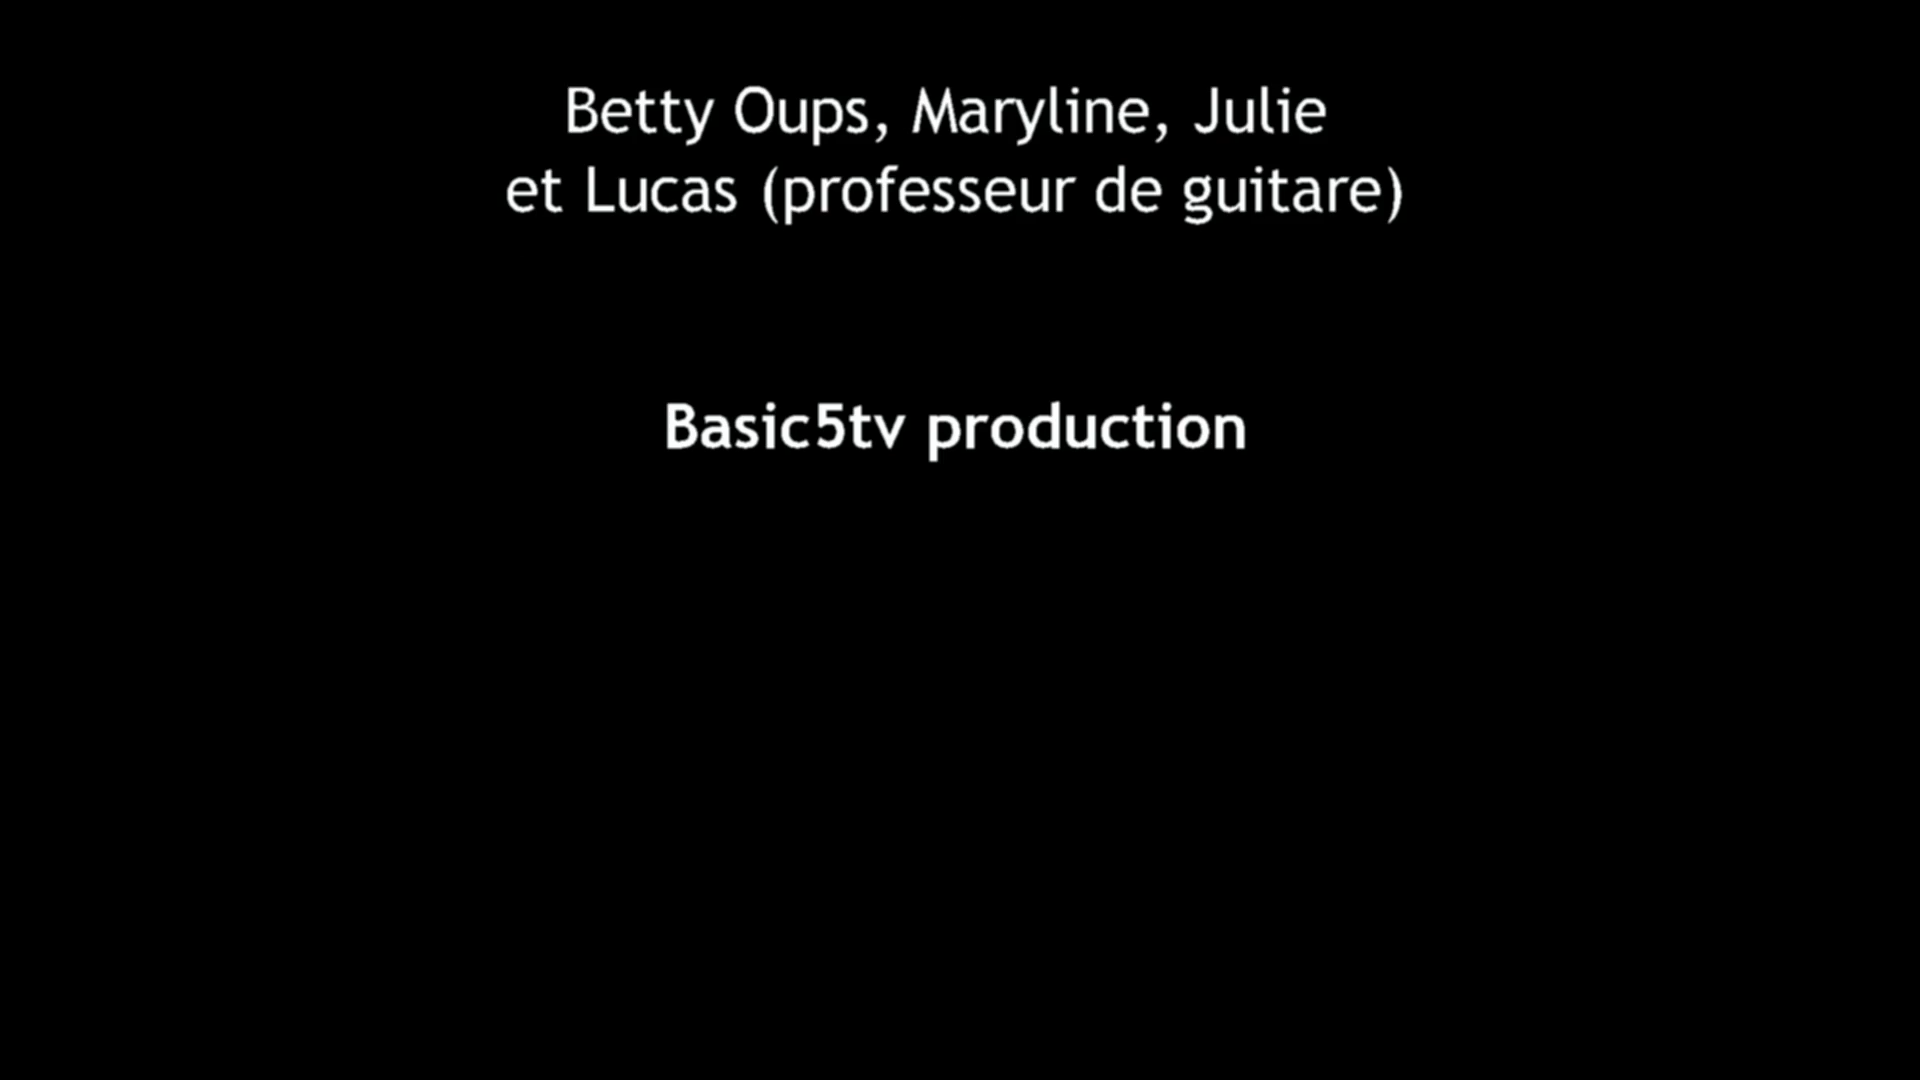 Betty Oups, Maryline, Julie
et Lucas (professeur de guitare)
Basic5tv production